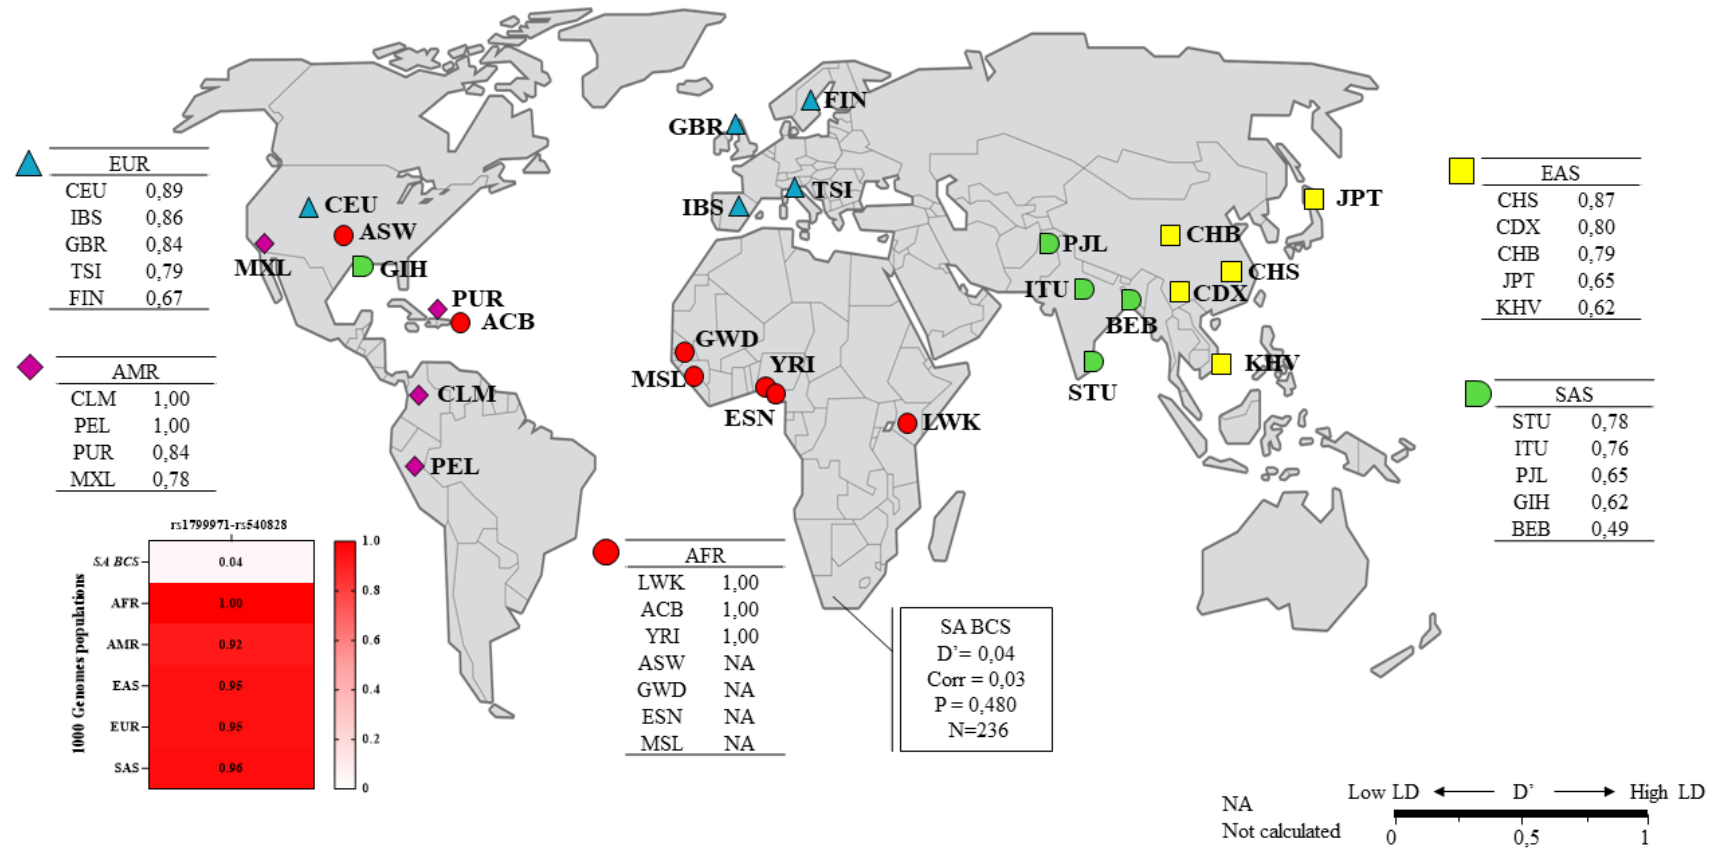 FIN
GBR
TSI
IBS
CEU
ASW
MXL
GIH
PUR
ACB
CLM
PEL
GWD
MSL
YRI
ESN
LWK
PJL
ITU
BEB
STU
CHB
CHS
CDX
KHV
JPT
EUR
CEU 0,89
IBS 0,86
GBR 0,84
TSI 0,79
FIN 0,67
AMR
CLM 1,00
PEL 1,00
PUR 0,84
MXL 0,78
EAS
CHS 0,87
CDX 0,80
CHB 0,79
JPT 0,65
KHV 0,62
SAS
STU 0,78
ITU 0,76
PJL 0,65
GIH 0,62
BEB 0,49
AFR
LWK 1,00
ACB 1,00
YRI 1,00
ASW NA
GWD NA
ESN NA
MSL NA
SA BCS
D’= 0,04
Corr = 0,03
P = 0,480
N=236
rs1799971-rs540828
1000 Genomes populations
SA BCS 0.04
AFR 1.00
AMR 0.92
EAS 0.95
EUR 0.95
SAS 0.96
1.0
0.8
0.6
0.4
0.2
0
NA
Not calculated
Low LD D’ High LD
0 0,5 1